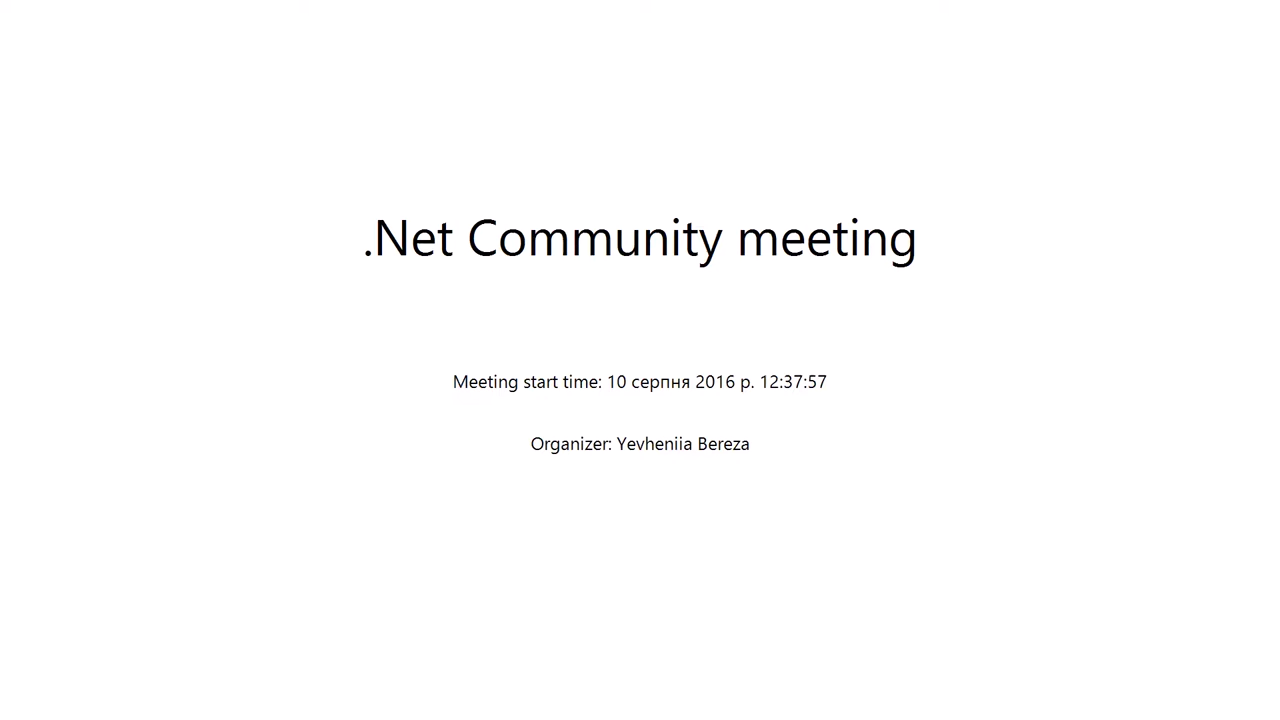 .Net Community meeting
Meeting start time: 10 серпня 2016 р. 12:37:57
Organizer: Yevheniia Bereza